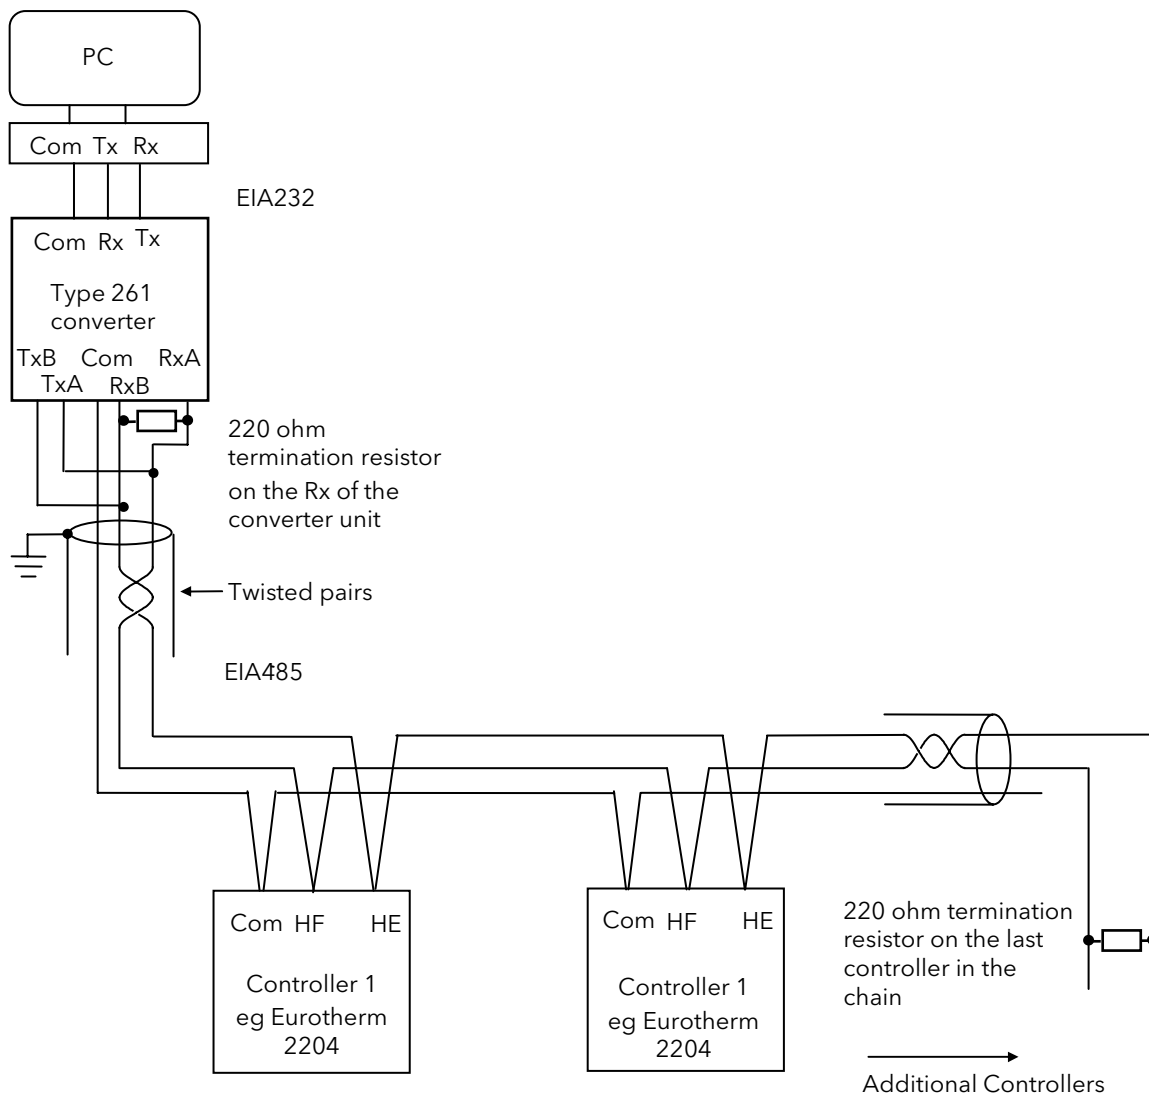 PC
Com Tx Rx
EIA232
Com Rx Tx
Type 261
converter
TxB Com RxA
TxA RxB
220 ohm
termination resistor
on the Rx of the
converter unit
Twisted pairs
EIA485
Com HF HE
Controller 1
eg Eurotherm
2204
Com HF HE
Controller 1
eg Eurotherm
2204
220 ohm termination
resistor on the last
controller in the
chain
Additional Controllers